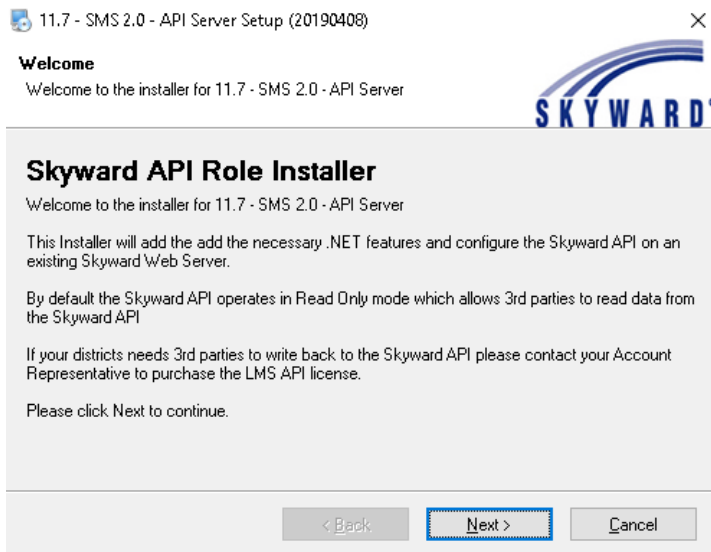 11.7 - SMS 2.0 - API Server Setup (20190408)
Welcome
Welcome to the installer for 11.7 - SMS 2.0 - API Server
SKYWARD
Skyward API Role Installer
Welcome to the installer for 11.7 - SMS 2.0 - API Server
This Installer will add the add the necessary .NET features and configure the Skyward API on an
existing Skyward Web Server.
By default the Skyward API operates in Read Only mode which allows 3rd parties to read data from
the Skyward API
If your districts needs 3rd parties to write back to the Skyward API please contact your Account
Representative to purchase the LMS API license.
Please click Next to continue.
< Back
Next >
Cancel